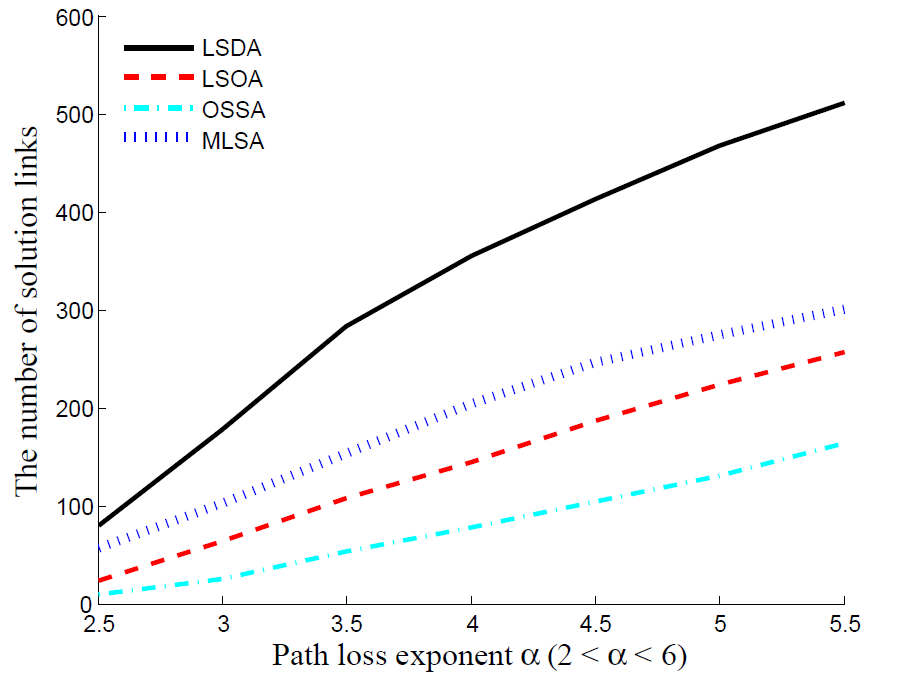 600
500
400
300
200
100
0
The number of solution links
LSDA
LSOA
OSSA
MLSA
2.5 3 3.5 4 4.5 5 5.5
Path loss exponent α (2 < α < 6)